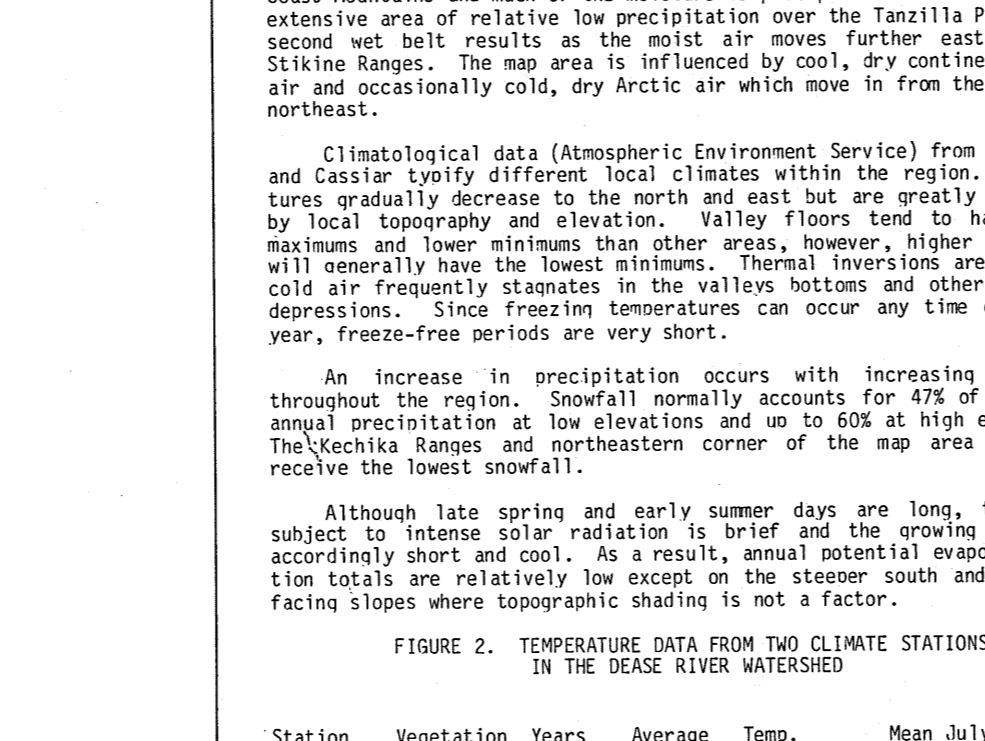 extensive area of relative low precipitation over the Tanzilla P
second wet belt results as the moist air moves further east
Stikine Ranges. The map area is influenced by cool, dry contine
air and occasionally cold, dry Arctic air which move in from the
northeast.
Climatological data (Atmospheric Environment Service) from
and Cassiar typify different local climates within the region.
tures gradually decrease to the north and east but are greatly
by local topography and elevation. Valley floors tend to ha
maximums and lower minimums than other areas, however, higher
will generally have the lowest minimums. Thermal inversions are
cold air frequently stagnates in the valleys bottoms and other
depressions. Since freezing temperatures can occur any time
year, freeze-free periods are very short.
An increase in precipitation occurs with increasing
throughout the region. Snowfall normally accounts for 47% of
annual precipitation at low elevations and up to 60% at high e
The Kechika Ranges and northeastern corner of the map area
receive the lowest snowfall.
Although late spring and early summer days are long,
subject to intense solar radiation is brief and the growing
accordingly short and cool. As a result, annual potential evapo
tion totals are relatively low except on the steeper south and
facing slopes where topographic shading is not a factor.
FIGURE 2. TEMPERATURE DATA FROM TWO CLIMATE STATIONS
IN THE DEASE RIVER WATERSHED
Station Vegetation Years Average Temp. Mean July